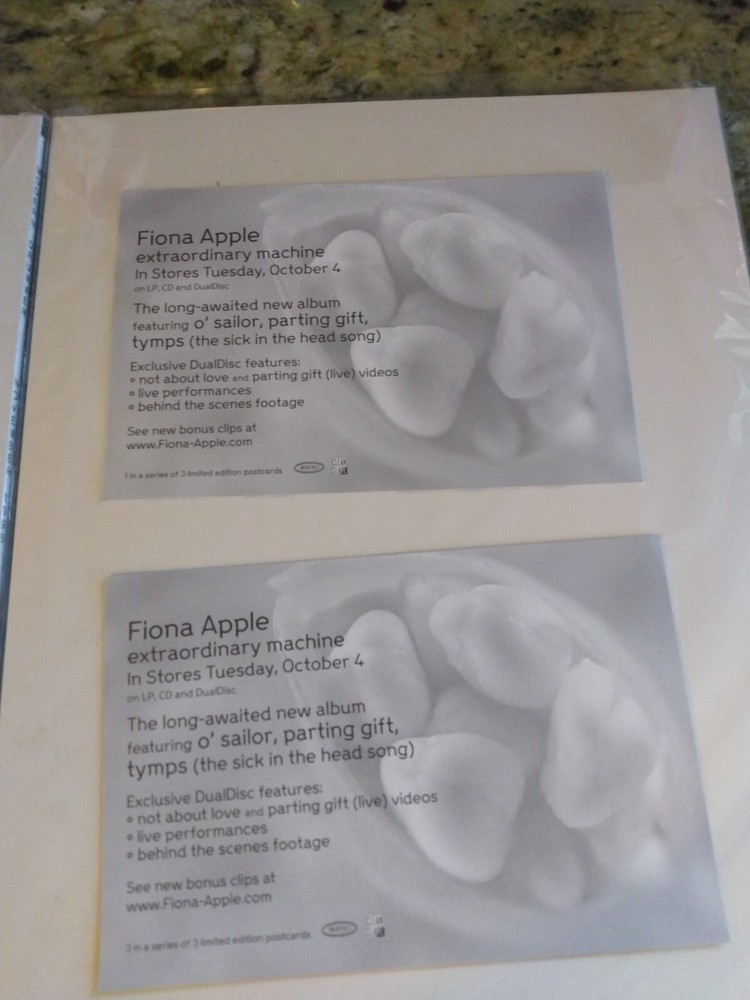 Fiona Apple
extraordinary machine
In Stores Tuesday, October 4
on LP, CD and DualDisc
The long-awaited new album
featuring o' sailor, parting gift,
tymps (the sick in the head song)
Exclusive DualDisc features:
• not about love and parting gift (live) videos
• live performances
• behind the scenes footage
See new bonus clips at
www.Fiona-Apple.com
1 in a series of 3 limited edition postcards
Fiona Apple
extraordinary machine
In Stores Tuesday, October 4
on LP, CD and DualDisc
The long-awaited new album
featuring o' sailor, parting gift,
tymps (the sick in the head song)
Exclusive DualDisc features:
• not about love and parting gift (live) videos
• live performances
• behind the scenes footage
See new bonus clips at
www.Fiona-Apple.com
3 in a series of 3 limited edition postcards